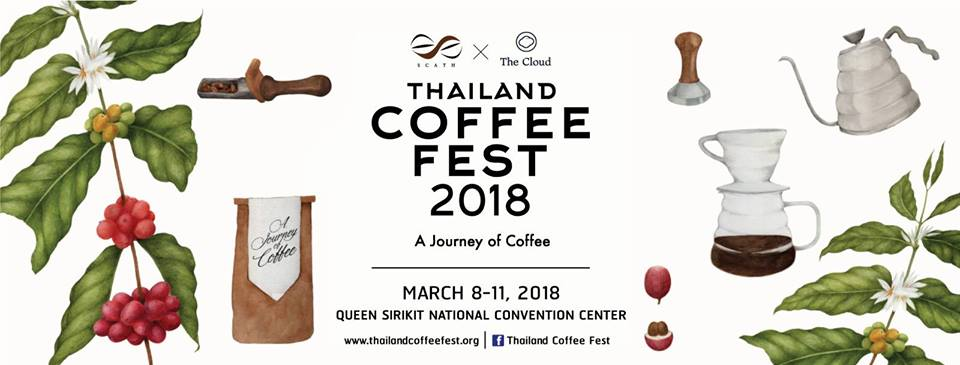 SCATH × The Cloud
THAILAND
COFFEE
FEST
2018
A Journey of Coffee
MARCH 8-11, 2018
QUEEN SIRIKIT NATIONAL CONVENTION CENTER
www.thailandcoffeefest.org | f Thailand Coffee Fest
A
Journey
of
Coffee